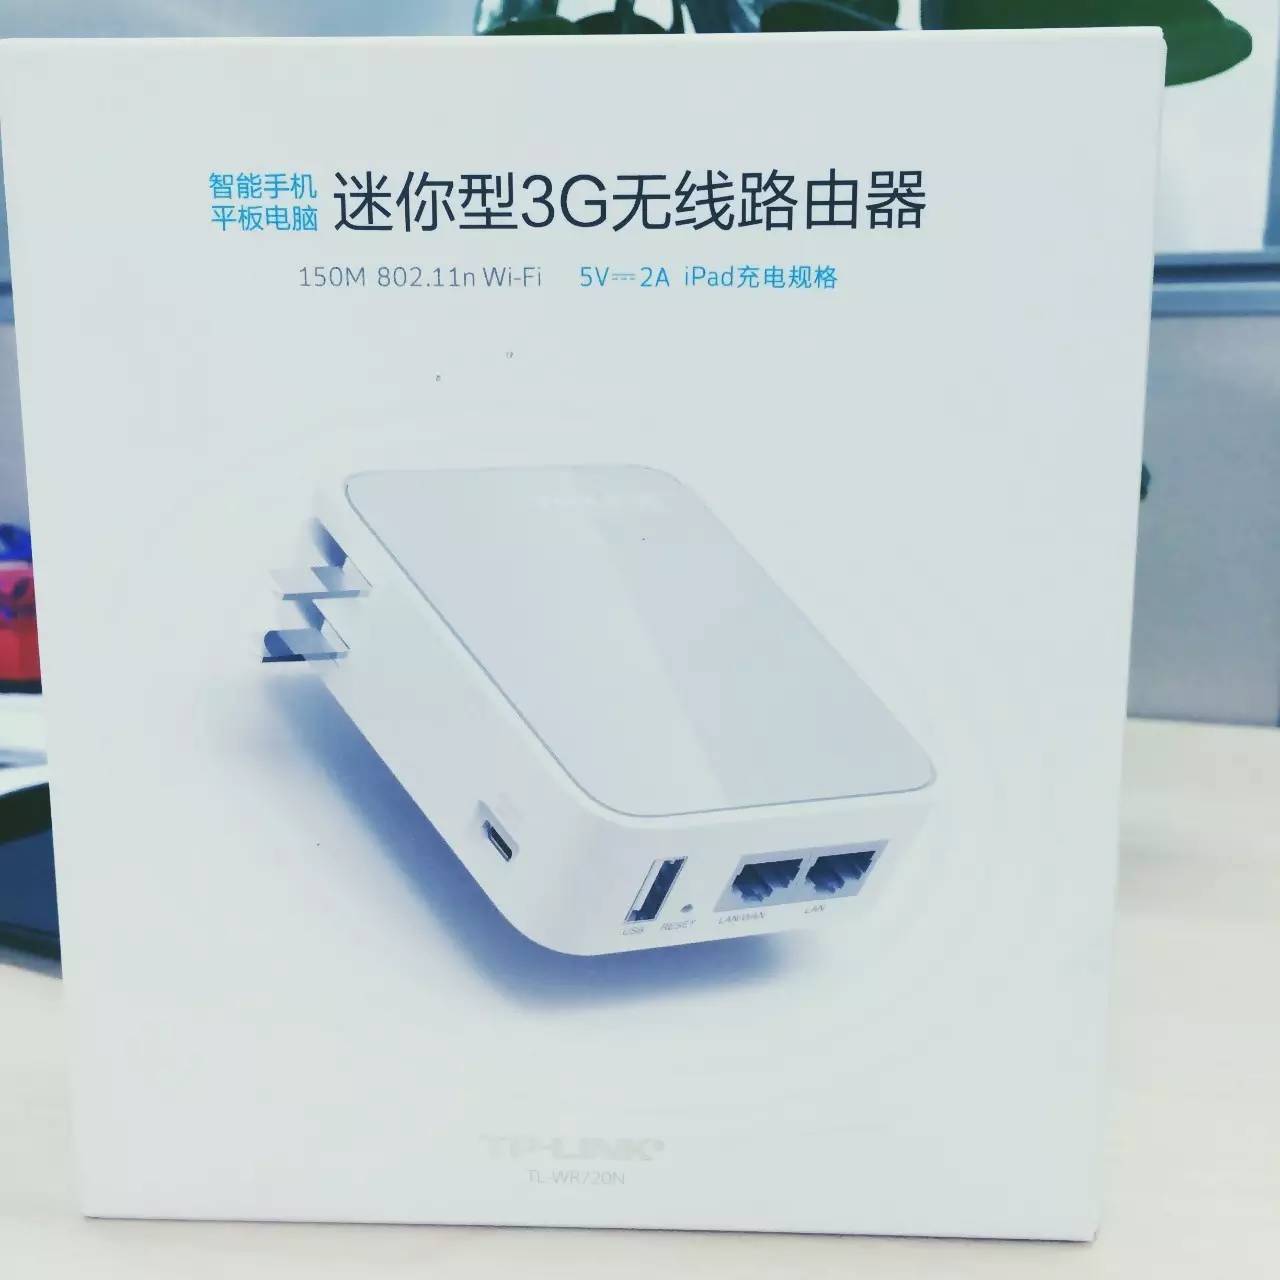 智能手机
平板电脑
迷你型3G无线路由器
150M 802.11n Wi-Fi 5V⎓2A iPad充电规格
USB RESET LAN/WAN LAN
TP-LINK®
TL-WR720N